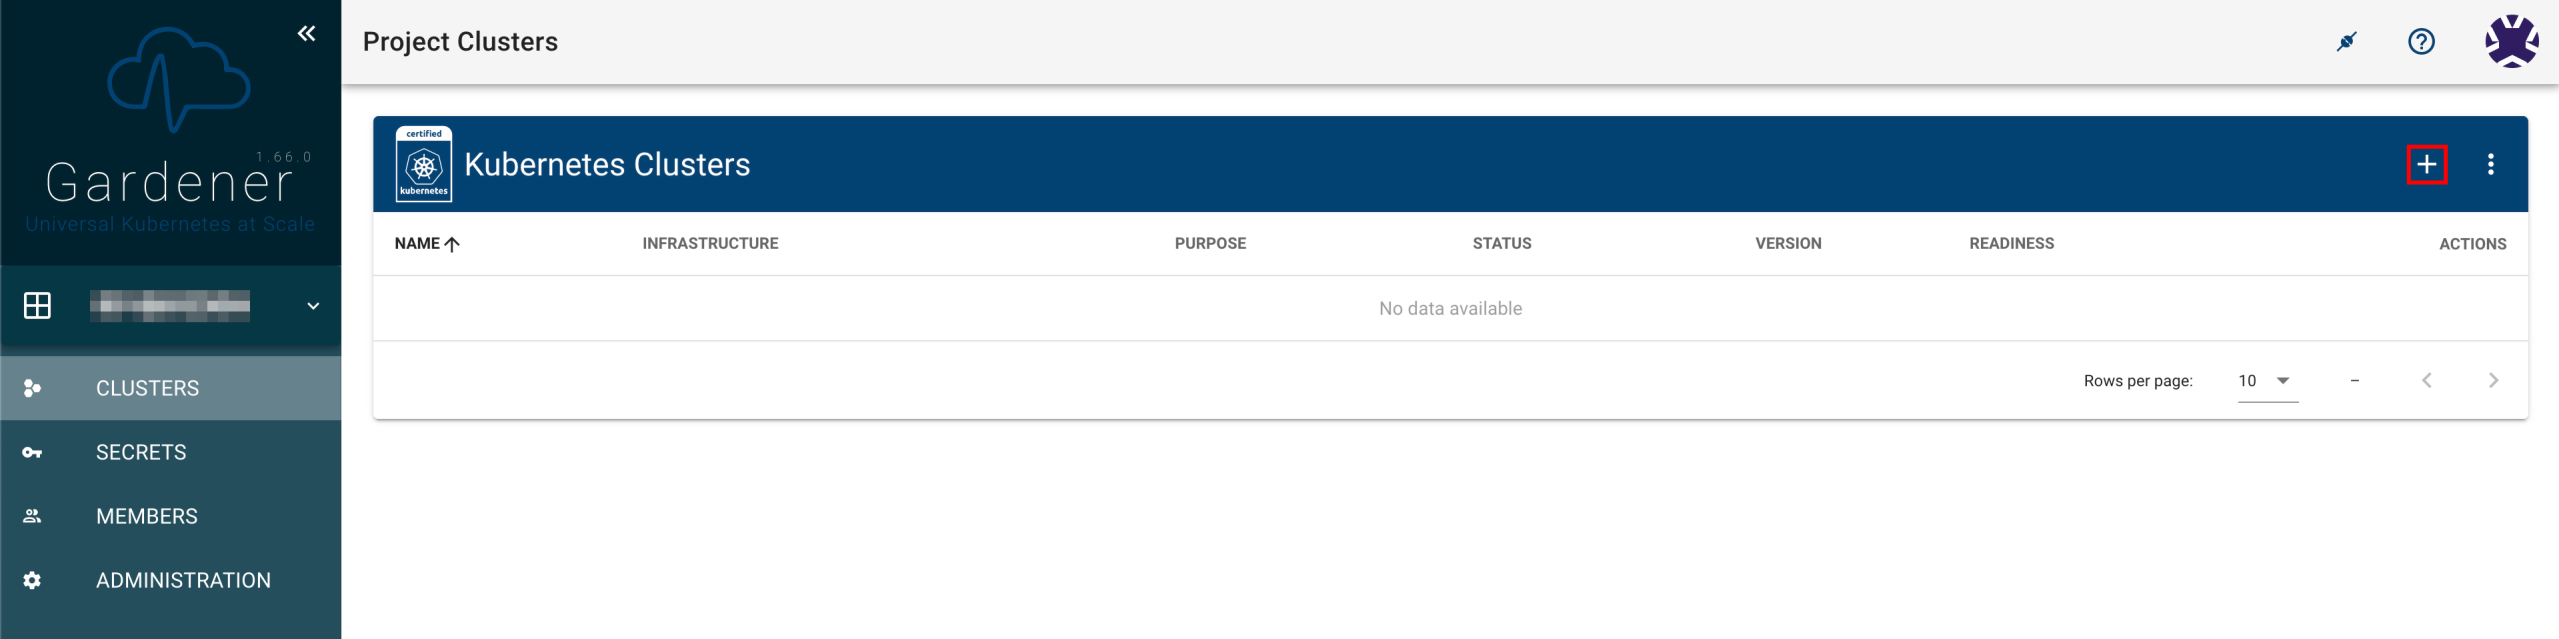 1.66.0
Gardener
Universal Kubernetes at Scale
CLUSTERS
SECRETS
MEMBERS
ADMINISTRATION
Project Clusters
certified
kubernetes
Kubernetes Clusters
NAME INFRASTRUCTURE PURPOSE STATUS VERSION READINESS ACTIONS
No data available
Rows per page: 10 –